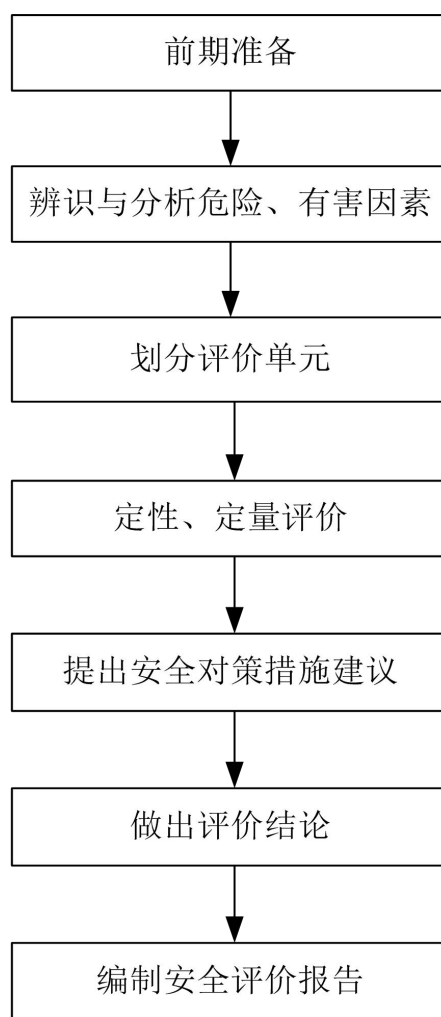 前期准备
辨识与分析危险、有害因素
划分评价单元
定性、定量评价
提出安全对策措施建议
做出评价结论
编制安全评价报告